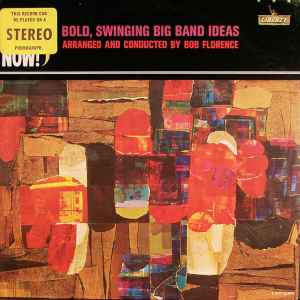 THIS RECORD CAN
BE PLAYED ON A
STEREO
PHONOGRAPH
LIBERTY
BOLD, SWINGING BIG BAND IDEAS
ARRANGED AND CONDUCTED BY BOB FLORENCE
NOW!